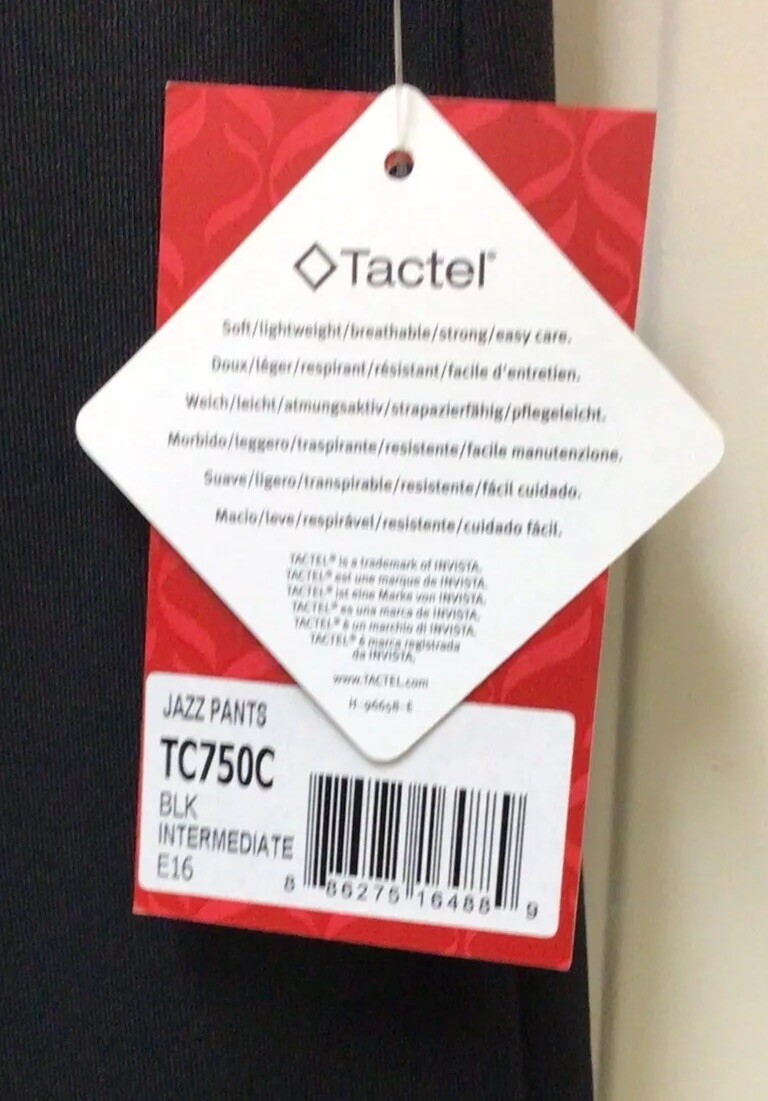 Tactel®
Soft/lightweight/breathable/strong/easy care.
Doux/léger/respirant/résistant/facile d'entretien.
Weich/leicht/atmungsaktiv/strapazierfähig/pflegeleicht.
Morbido/leggero/traspirante/resistente/facile manutenzione.
Suave/ligero/transpirable/resistente/fácil cuidado.
Macio/leve/respirável/resistente/cuidado fácil.
TACTEL® is a trademark of INVISTA.
TACTEL® est une marque de INVISTA.
TACTEL® ist eine Marke von INVISTA.
TACTEL® es una marca de INVISTA.
TACTEL® è un marchio di INVISTA.
TACTEL® é marca registrada
da INVISTA.
www.TACTEL.com
H-96658-E
JAZZ PANTS
TC750C
BLK
INTERMEDIATE
E16
8 86275 16488 9